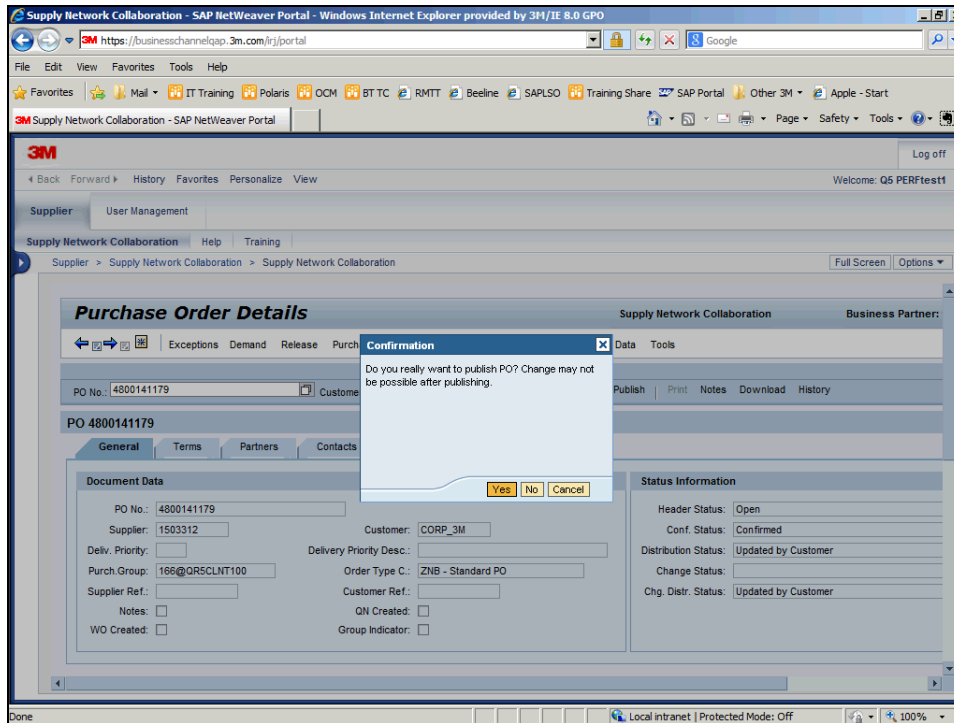 Supply Network Collaboration - SAP NetWeaver Portal - Windows Internet Explorer provided by 3M/IE 8.0 GPO
3M https://businesschannelqap.3m.com/irj/portal
Google
File Edit View Favorites Tools Help
Favorites Mail IT Training Polaris OCM BT TC RMTT Beeline SAPLSO Training Share SAP Portal Other 3M Apple - Start
3M Supply Network Collaboration - SAP NetWeaver Portal
Page Safety Tools
3M
Log off
Back Forward History Favorites Personalize View
Welcome: Q5 PERFtest1
Supplier User Management
Supply Network Collaboration Help Training
Supplier > Supply Network Collaboration > Supply Network Collaboration
Full Screen Options
Purchase Order Details
Supply Network Collaboration Business Partner:
Exceptions Demand Release Purch
Data Tools
Confirmation
Do you really want to publish PO? Change may not
be possible after publishing.
Yes No Cancel
PO No.: 4800141179 Custome
Publish Print Notes Download History
PO 4800141179
General Terms Partners Contacts
Document Data
PO No.: 4800141179
Supplier: 1503312 Customer: CORP_3M
Deliv. Priority: Delivery Priority Desc.:
Purch.Group: 166@QR5CLNT100 Order Type C.: ZNB - Standard PO
Supplier Ref.: Customer Ref.:
Notes: QN Created:
WO Created: Group Indicator:
Status Information
Header Status: Open
Conf. Status: Confirmed
Distribution Status: Updated by Customer
Change Status:
Chg. Distr. Status: Updated by Customer
Done
Local intranet | Protected Mode: Off
100%